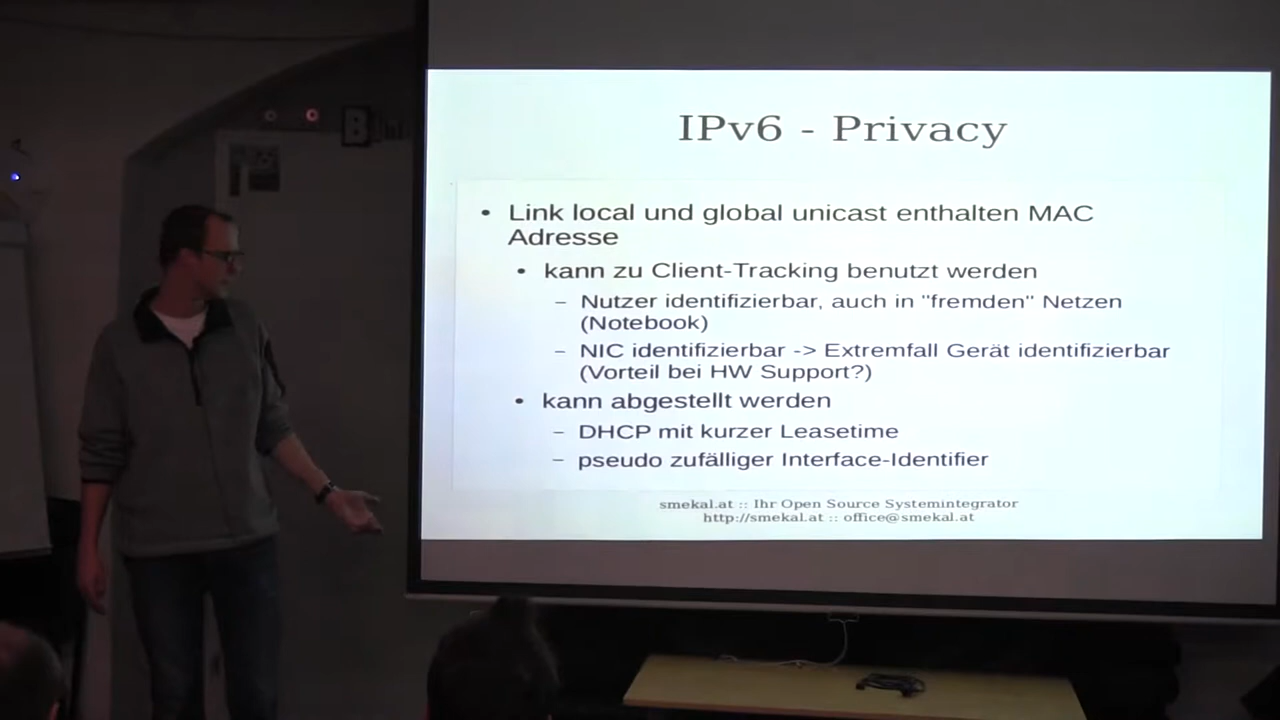 IPv6 - Privacy
• Link local und global unicast enthalten MAC
Adresse
• kann zu Client-Tracking benutzt werden
– Nutzer identifizierbar, auch in "fremden" Netzen
(Notebook)
– NIC identifizierbar -> Extremfall Gerät identifizierbar
(Vorteil bei HW Support?)
• kann abgestellt werden
– DHCP mit kurzer Leasetime
– pseudo zufälliger Interface-Identifier
smekal.at :: Ihr Open Source Systemintegrator
http://smekal.at :: office@smekal.at